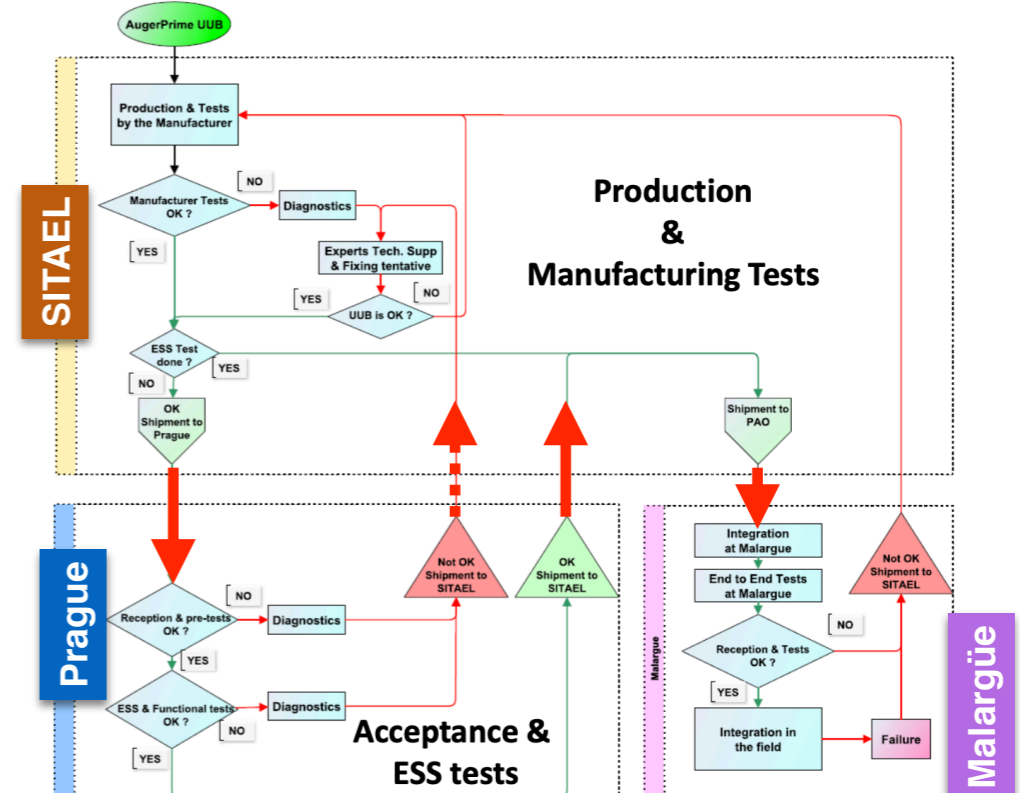 AugerPrime UUB
Production & Tests
by the Manufacturer
NO
Manufacturer Tests
OK ?
Diagnostics
YES
Experts Tech. Supp
& Fixing tentative
YES
NO
UUB is OK ?
ESS Test
done ?
YES
NO
OK
Shipment to
Prague
Shipment to
PAO
Production
&
Manufacturing Tests
SITAEL
Not OK
Shipment to
SITAEL
OK
Shipment to
SITAEL
NO
Reception & pre-tests
OK ?
Diagnostics
YES
ESS & Functional tests
OK ?
Diagnostics
NO
YES
Acceptance &
ESS tests
Prague
Integration
at Malargue
End to End Tests
at Malargue
Not OK
Shipment to
SITAEL
NO
Reception & Tests
OK ?
YES
Integration in
the field
Failure
Malargue
Malargüe